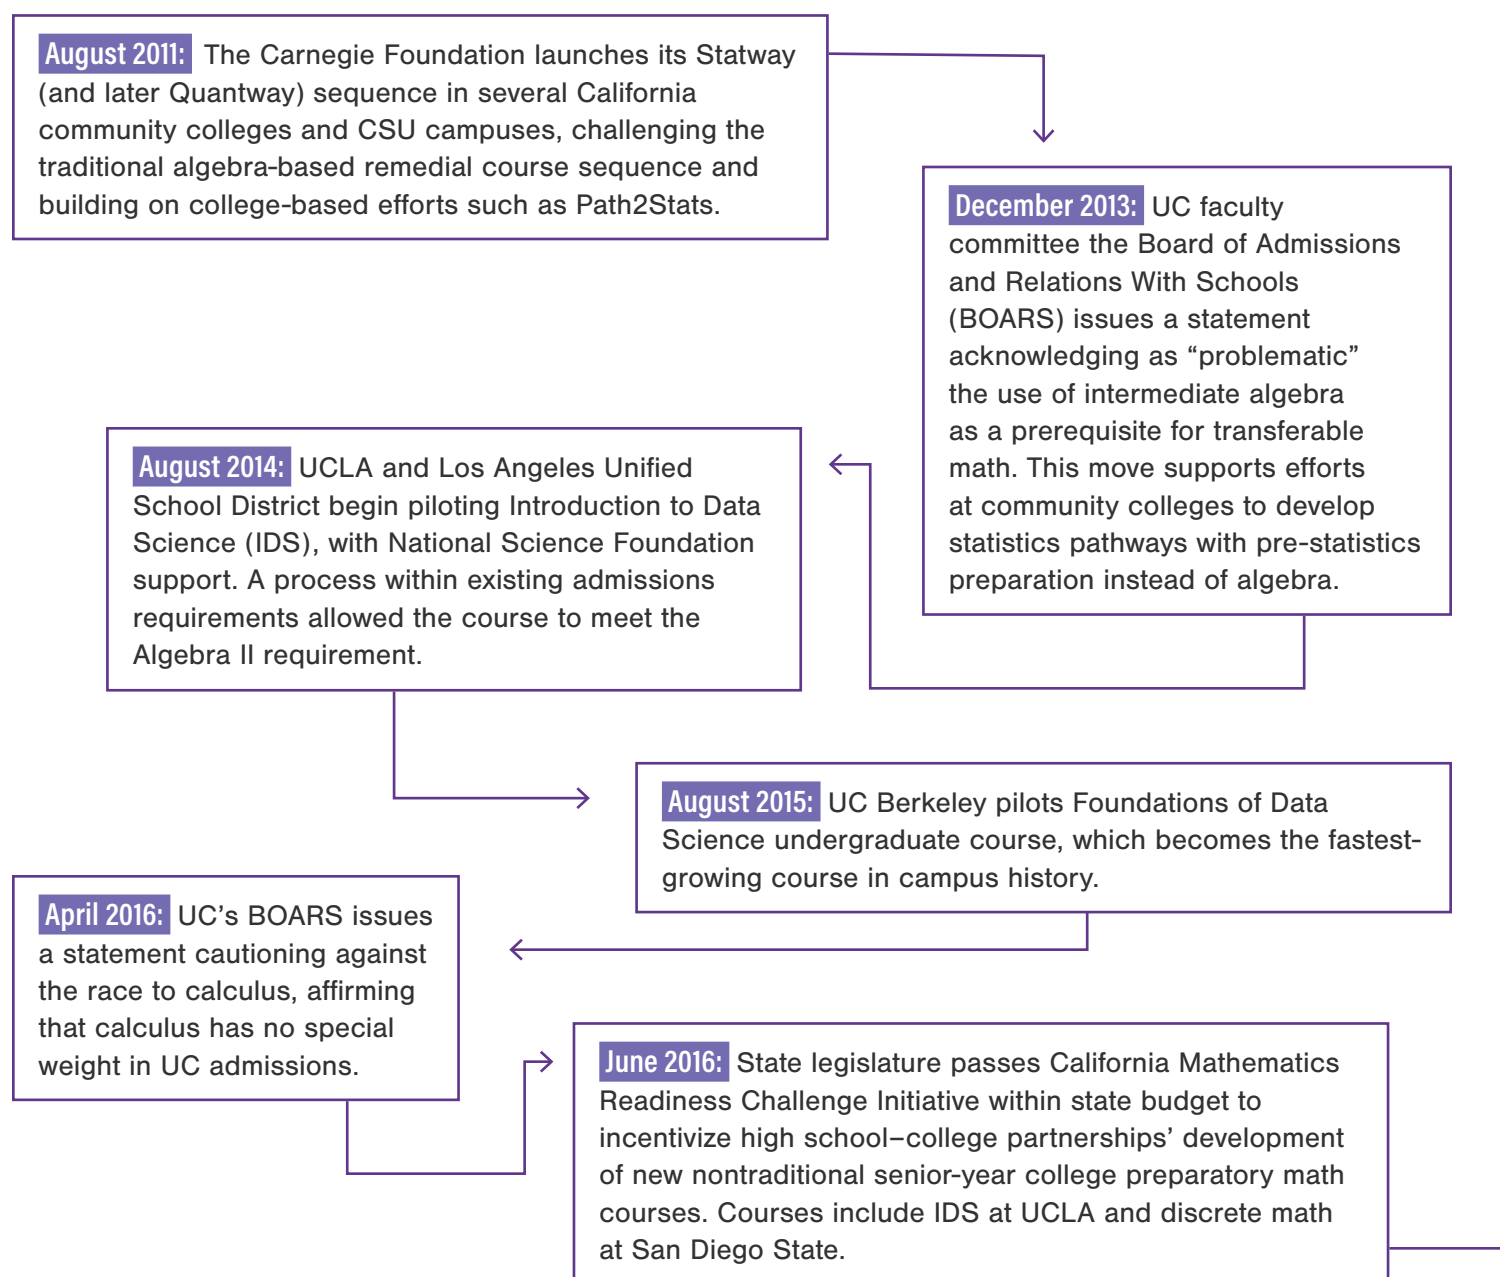 August 2011: The Carnegie Foundation launches its Statway
(and later Quantway) sequence in several California
community colleges and CSU campuses, challenging the
traditional algebra-based remedial course sequence and
building on college-based efforts such as Path2Stats.
December 2013: UC faculty
committee the Board of Admissions
and Relations With Schools
(BOARS) issues a statement
acknowledging as “problematic”
the use of intermediate algebra
as a prerequisite for transferable
math. This move supports efforts
at community colleges to develop
statistics pathways with pre-statistics
preparation instead of algebra.
August 2014: UCLA and Los Angeles Unified
School District begin piloting Introduction to Data
Science (IDS), with National Science Foundation
support. A process within existing admissions
requirements allowed the course to meet the
Algebra II requirement.
August 2015: UC Berkeley pilots Foundations of Data
Science undergraduate course, which becomes the fastest-
growing course in campus history.
April 2016: UC’s BOARS issues
a statement cautioning against
the race to calculus, affirming
that calculus has no special
weight in UC admissions.
June 2016: State legislature passes California Mathematics
Readiness Challenge Initiative within state budget to
incentivize high school–college partnerships’ development
of new nontraditional senior-year college preparatory math
courses. Courses include IDS at UCLA and discrete math
at San Diego State.